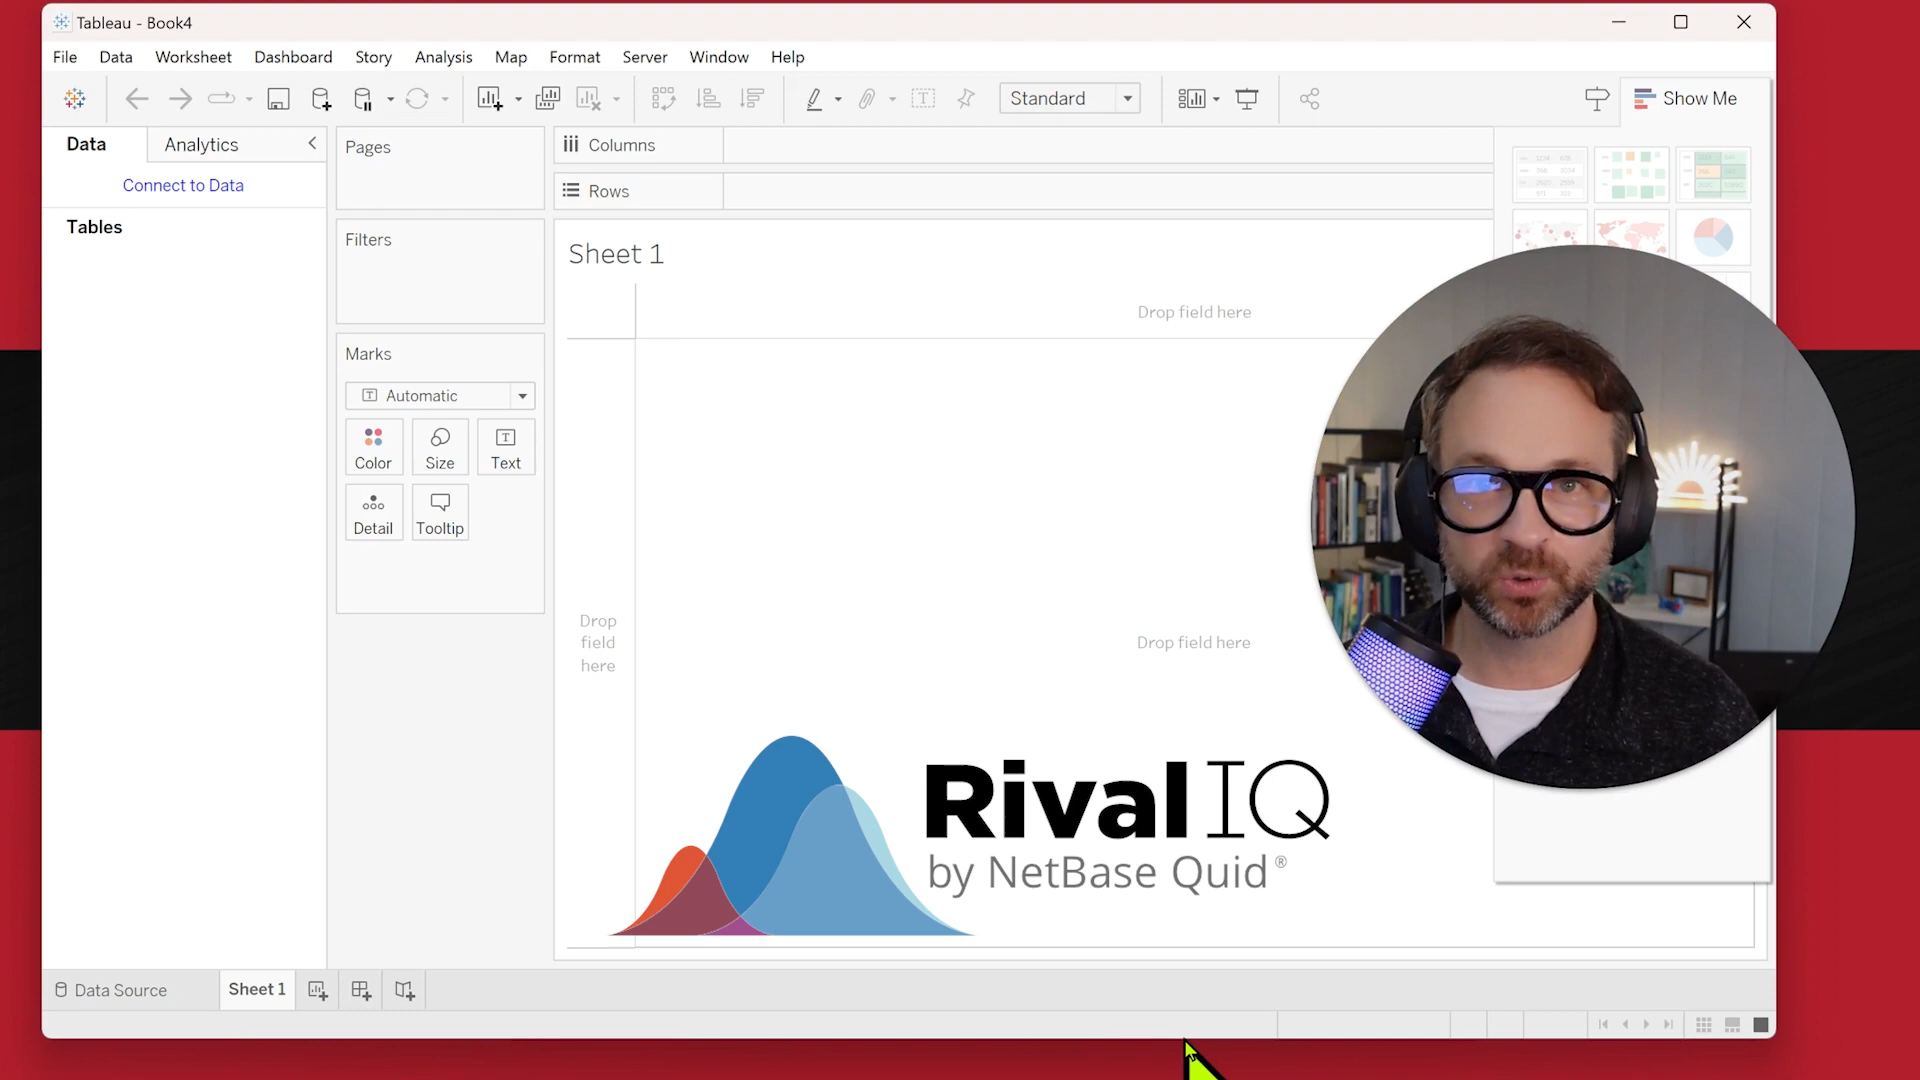 Tableau - Book4
File Data Worksheet Dashboard Story Analysis Map Format Server Window Help
Standard
Show Me
Data
Analytics
Connect to Data
Tables
Pages
Filters
Marks
Automatic
Color
Size
Text
Detail
Tooltip
Columns
Rows
Sheet 1
Drop field here
Drop
field
here
Drop field here
Rival IQ
by NetBase Quid®
Data Source
Sheet 1